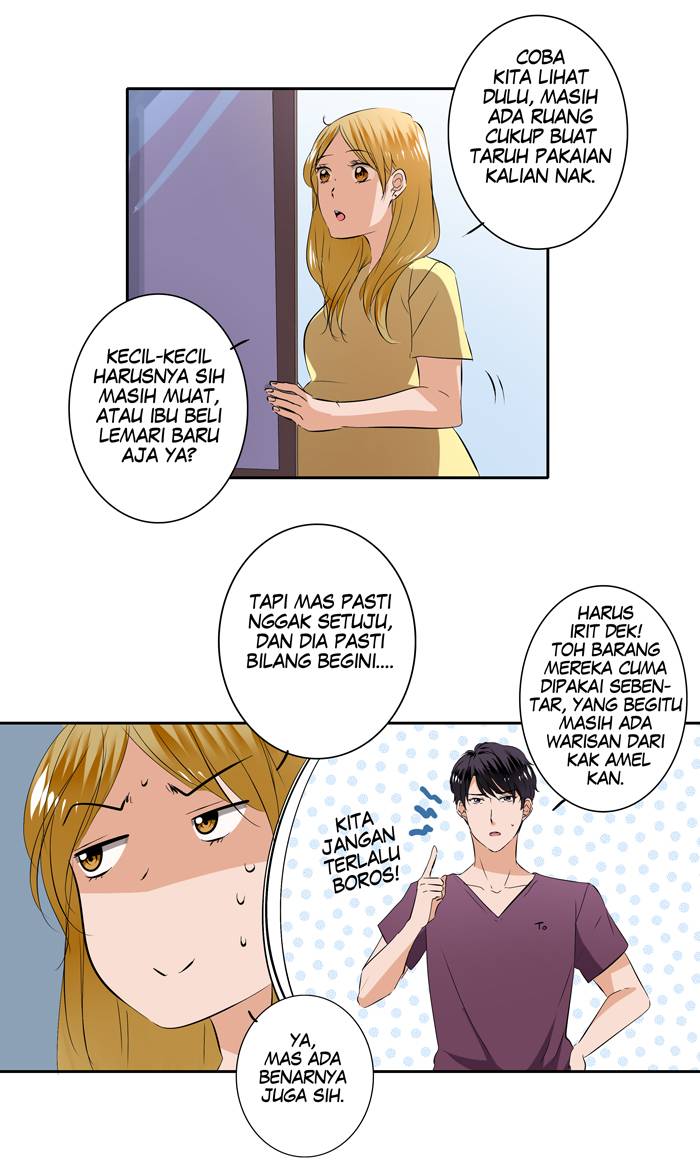 COBA
KITA LIHAT
DULU, MASIH
ADA RUANG
CUKUP BUAT
TARUH PAKAIAN
KALIAN NAK.
KECIL-KECIL
HARUSNYA SIH
MASIH MUAT,
ATAU IBU BELI
LEMARI BARU
AJA YA?
TAPI MAS PASTI
NGGAK SETUJU,
DAN DIA PASTI
BILANG BEGINI....
HARUS
IRIT DEK!
TOH BARANG
MEREKA CUMA
DIPAKAI SEBEN-
TAR, YANG BEGITU
MASIH ADA
WARISAN DARI
KAK AMEL
KAN.
KITA
JANGAN
TERLALU
BOROS!
To
YA,
MAS ADA
BENARNYA
JUGA SIH.